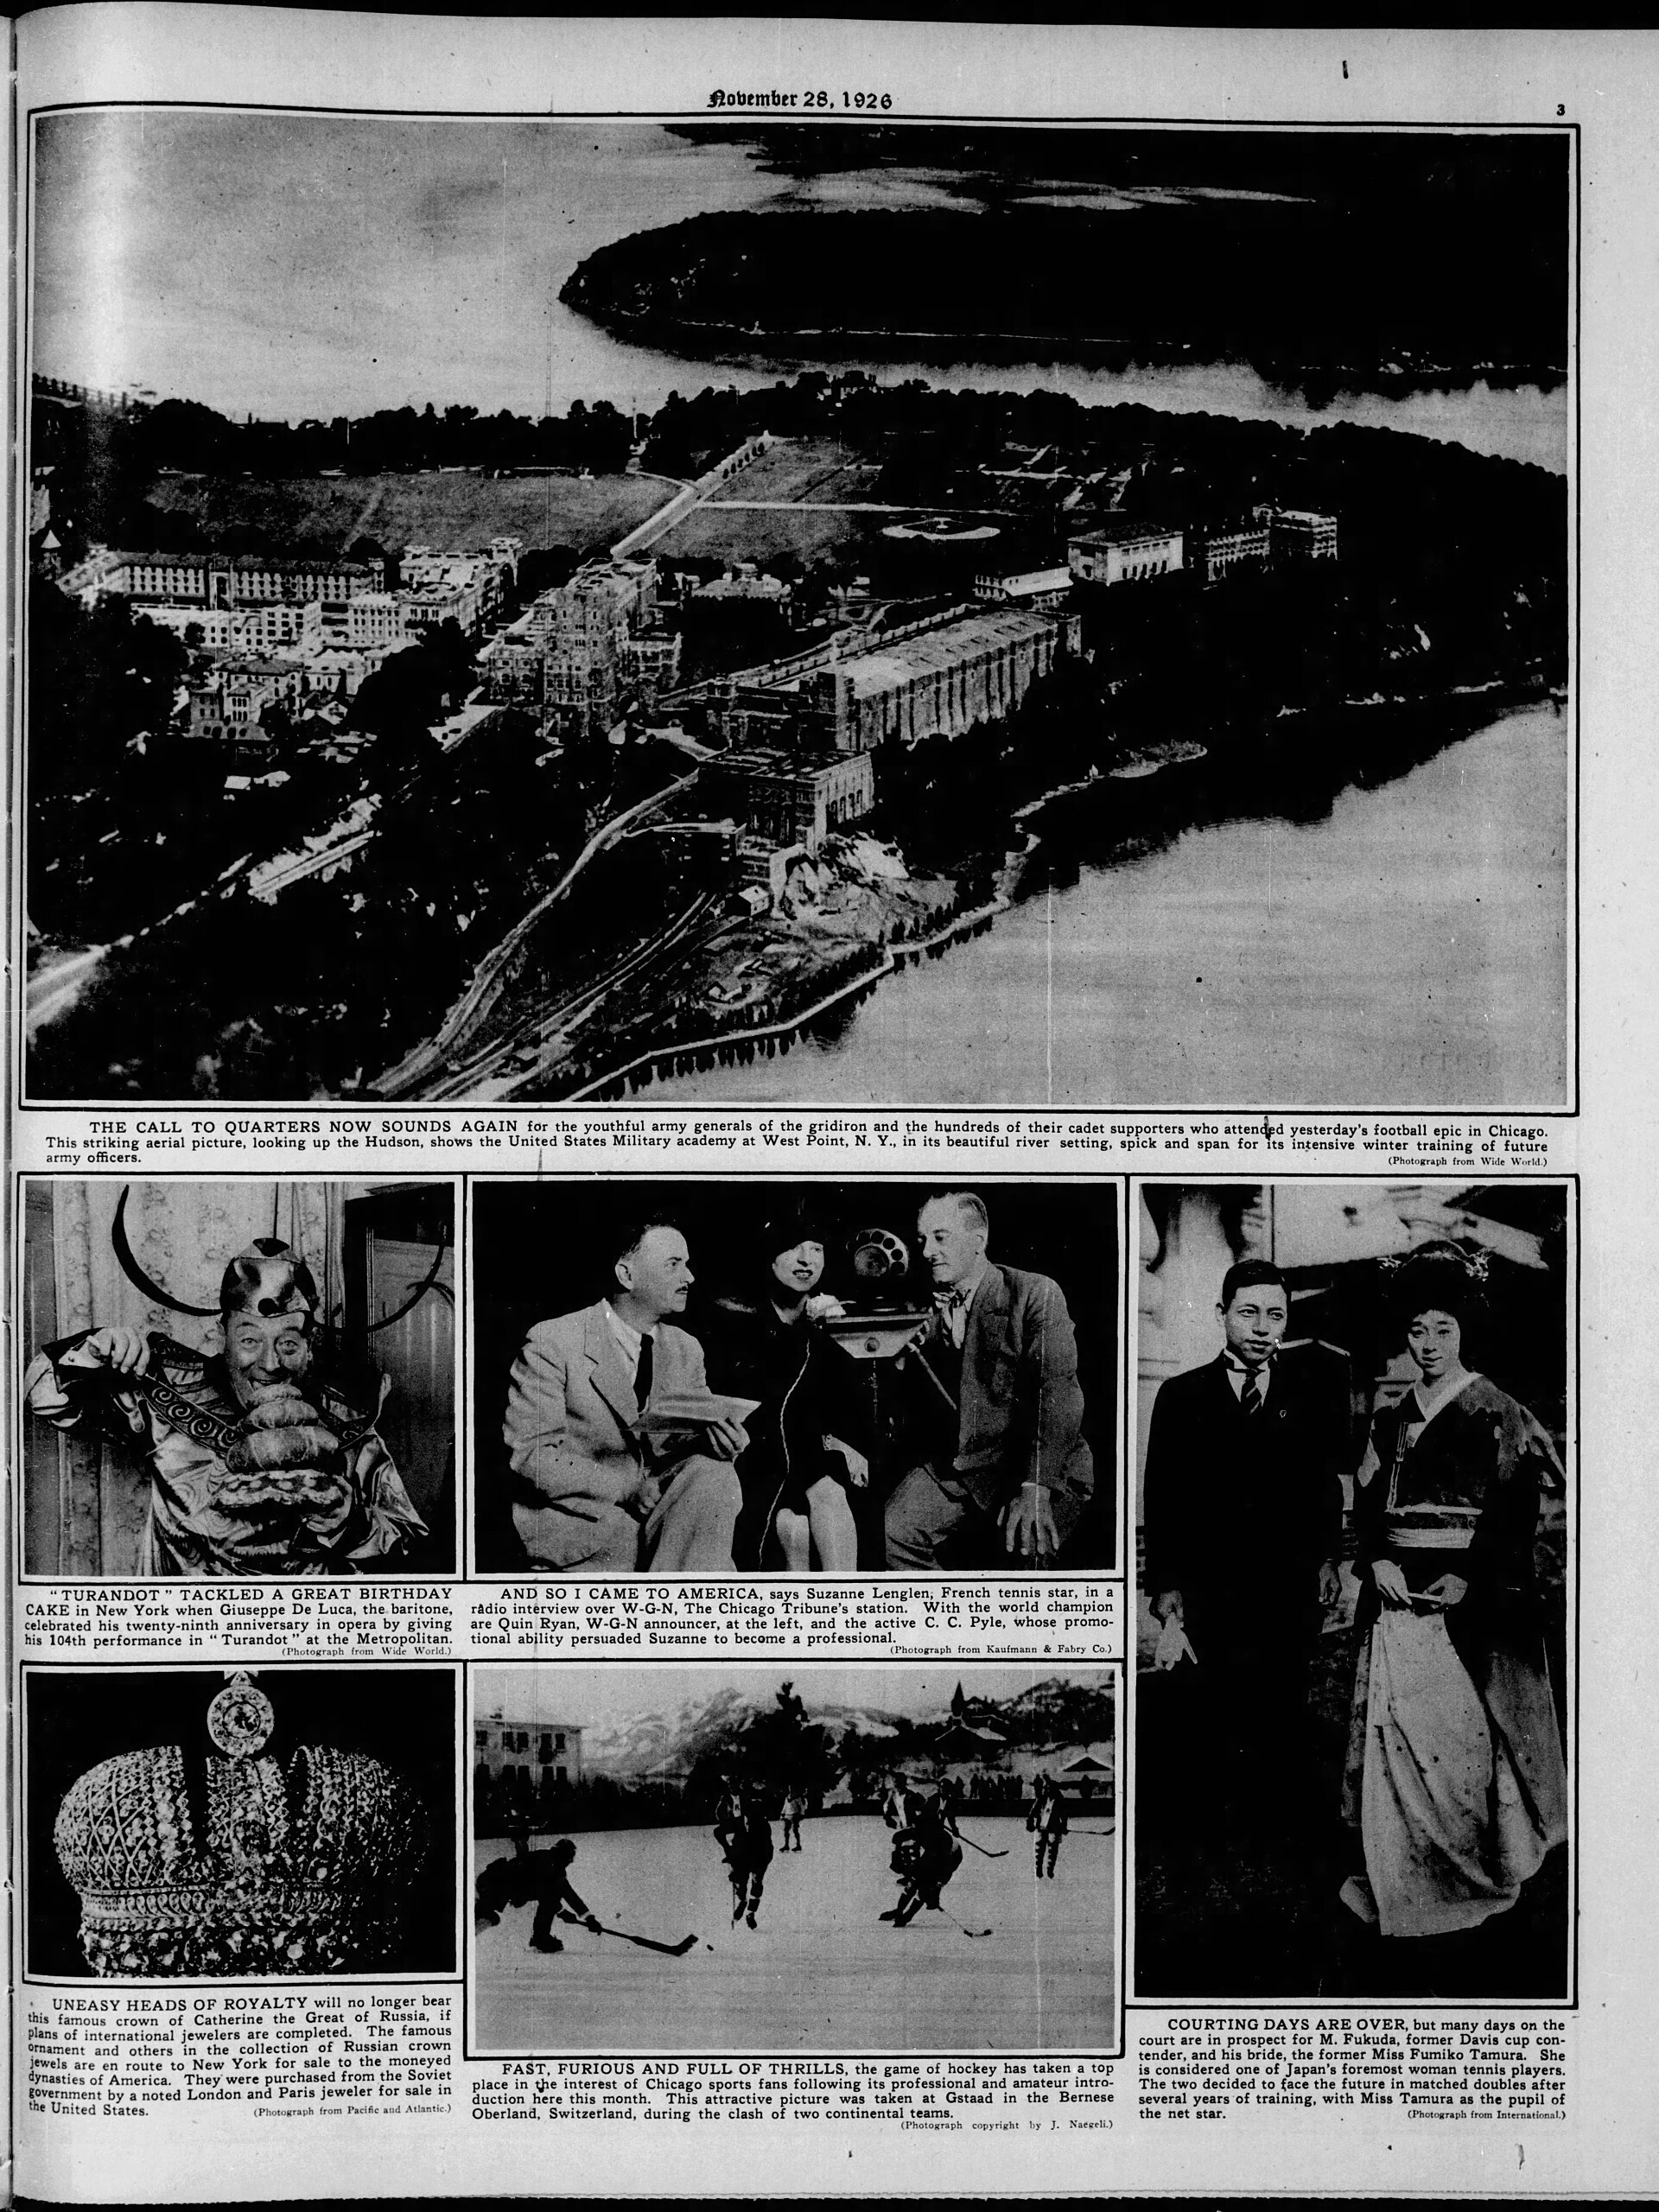 November 28, 1926
3
THE CALL TO QUARTERS NOW SOUNDS AGAIN for the youthful army generals of the gridiron and the hundreds of their cadet supporters who attended yesterday's football epic in Chicago.
This striking aerial picture, looking up the Hudson, shows the United States Military academy at West Point, N. Y., in its beautiful river setting, spick and span for its intensive winter training of future
army officers.
(Photograph from Wide World.)
"TURANDOT" TACKLED A GREAT BIRTHDAY
CAKE in New York when Giuseppe De Luca, the baritone,
celebrated his twenty-ninth anniversary in opera by giving
his 104th performance in "Turandot" at the Metropolitan.
(Photograph from Wide World.)
AND SO I CAME TO AMERICA, says Suzanne Lenglen, French tennis star, in a
radio interview over W-G-N, The Chicago Tribune's station. With the world champion
are Quin Ryan, W-G-N announcer, at the left, and the active C. C. Pyle, whose promo-
tional ability persuaded Suzanne to become a professional.
(Photograph from Kaufmann & Fabry Co.)
UNEASY HEADS OF ROYALTY will no longer bear
this famous crown of Catherine the Great of Russia, if
plans of international jewelers are completed. The famous
ornament and others in the collection of Russian crown
jewels are en route to New York for sale to the moneyed
dynasties of America. They were purchased from the Soviet
government by a noted London and Paris jeweler for sale in
the United States.
(Photograph from Pacific and Atlantic.)
FAST, FURIOUS AND FULL OF THRILLS, the game of hockey has taken a top
place in the interest of Chicago sports fans following its professional and amateur intro-
duction here this month. This attractive picture was taken at Gstaad in the Bernese
Oberland, Switzerland, during the clash of two continental teams.
(Photograph copyright by J. Naegeli.)
COURTING DAYS ARE OVER, but many days on the
court are in prospect for M. Fukuda, former Davis cup con-
tender, and his bride, the former Miss Fumiko Tamura. She
is considered one of Japan's foremost woman tennis players.
The two decided to face the future in matched doubles after
several years of training, with Miss Tamura as the pupil of
the net star.
(Photograph from International.)